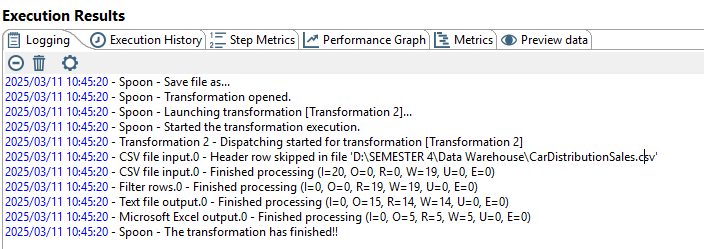 Execution Results
Logging Execution History Step Metrics Performance Graph Metrics Preview data
2025/03/11 10:45:20 - Spoon - Save file as...
2025/03/11 10:45:20 - Spoon - Transformation opened.
2025/03/11 10:45:20 - Spoon - Launching transformation [Transformation 2]...
2025/03/11 10:45:20 - Spoon - Started the transformation execution.
2025/03/11 10:45:20 - Transformation 2 - Dispatching started for transformation [Transformation 2]
2025/03/11 10:45:20 - CSV file input.0 - Header row skipped in file 'D:\SEMESTER 4\Data Warehouse\CarDistributionSales.csv'
2025/03/11 10:45:20 - CSV file input.0 - Finished processing (I=20, O=0, R=0, W=19, U=0, E=0)
2025/03/11 10:45:20 - Filter rows.0 - Finished processing (I=0, O=0, R=19, W=19, U=0, E=0)
2025/03/11 10:45:20 - Text file output.0 - Finished processing (I=0, O=15, R=14, W=14, U=0, E=0)
2025/03/11 10:45:20 - Microsoft Excel output.0 - Finished processing (I=0, O=5, R=5, W=5, U=0, E=0)
2025/03/11 10:45:20 - Spoon - The transformation has finished!!